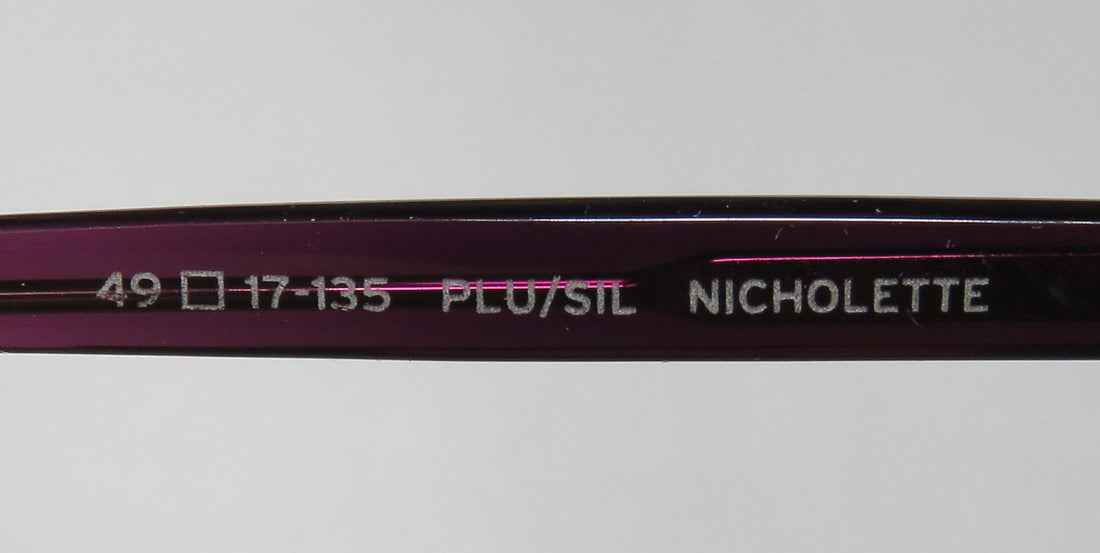 49 □ 17-135 PLU/SIL NICHOLETTE